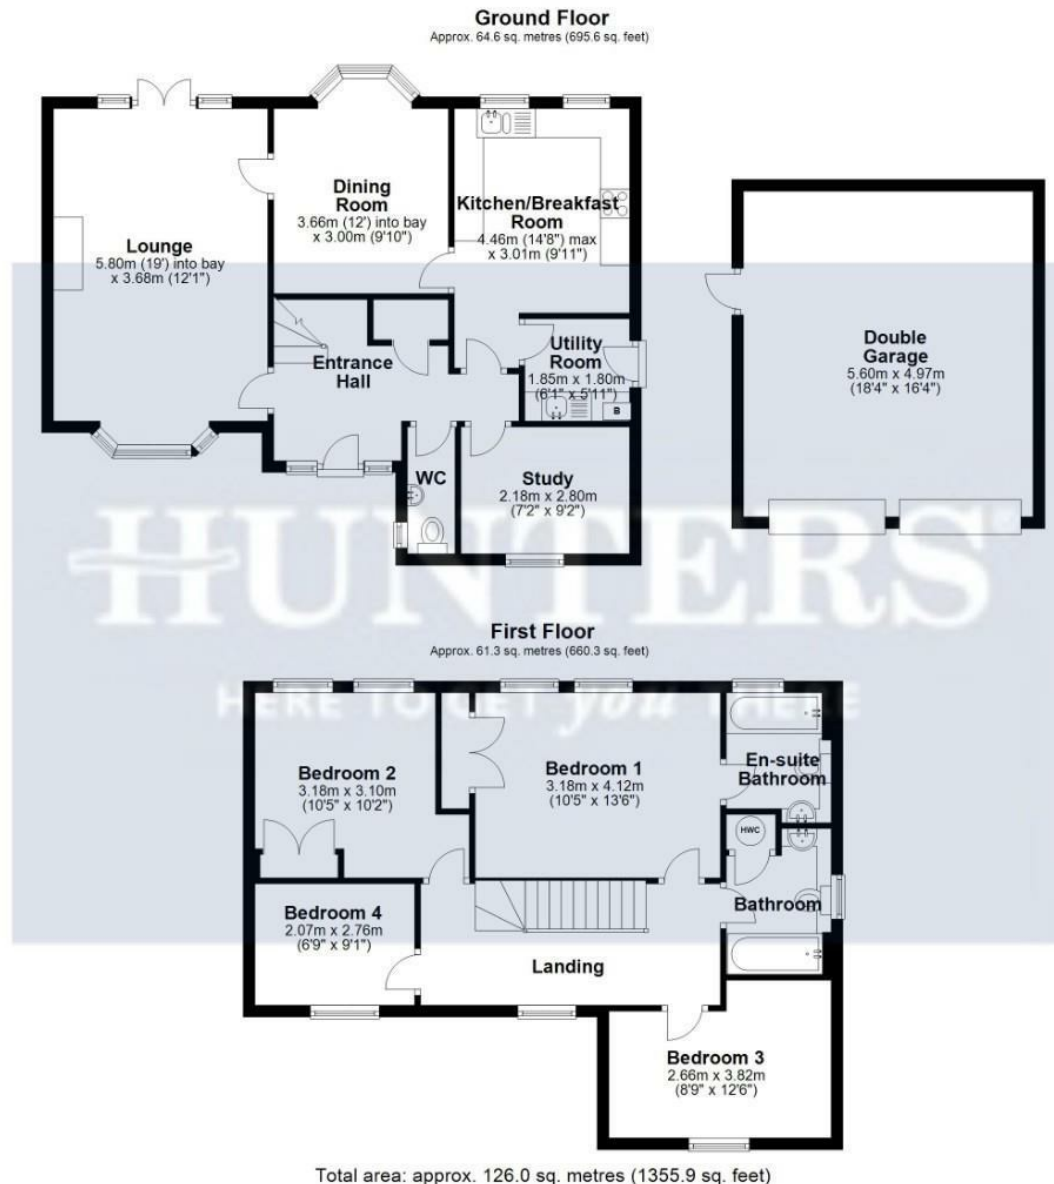 Ground Floor
Approx. 64.6 sq. metres (695.6 sq. feet)
Dining
Room
3.66m (12') into bay
x 3.00m (9'10")
Kitchen/Breakfast
Room
4.46m (14'8") max
x 3.01m (9'11")
Lounge
5.80m (19') into bay
x 3.68m (12'1")
Entrance
Hall
Utility
Room
1.85m x 1.80m
(6'1" x 5'11")
B
Double
Garage
5.60m x 4.97m
(18'4" x 16'4")
WC
Study
2.18m x 2.80m
(7'2" x 9'2")
HUNTERS
HERE TO GET you THERE
First Floor
Approx. 61.3 sq. metres (660.3 sq. feet)
Bedroom 2
3.18m x 3.10m
(10'5" x 10'2")
Bedroom 1
3.18m x 4.12m
(10'5" x 13'6")
En-suite
Bathroom
HWC
Bathroom
Bedroom 4
2.07m x 2.76m
(6'9" x 9'1")
Landing
Bedroom 3
2.66m x 3.82m
(8'9" x 12'6")
Total area: approx. 126.0 sq. metres (1355.9 sq. feet)